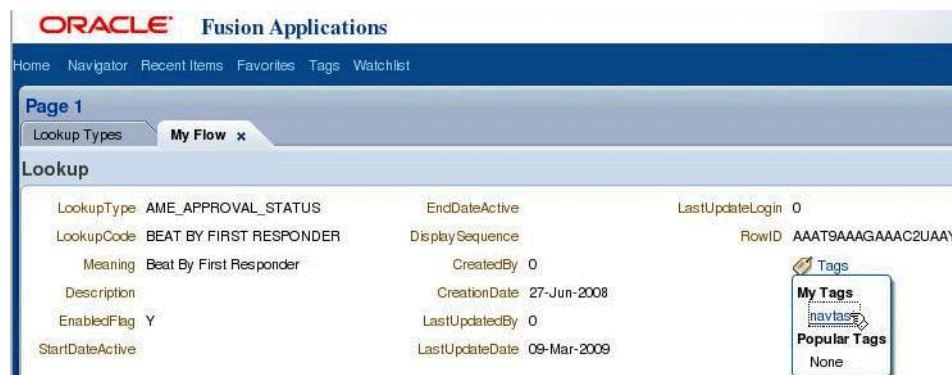 ORACLE Fusion Applications
Home Navigator Recent Items Favorites Tags Watchlist
Page 1
Lookup Types My Flow x
Lookup
LookupType AME_APPROVAL_STATUS EndDateActive LastUpdateLogin 0
LookupCode BEAT BY FIRST RESPONDER DisplaySequence RowID
Meaning Beat By First Responder CreatedBy 0 Tags
Description CreationDate 27-Jun-2008 My Tags
EnabledFlag Y LastUpdatedBy 0
Popular Tags
StartDateActive LastUpdateDate 09-Mar-2009 None